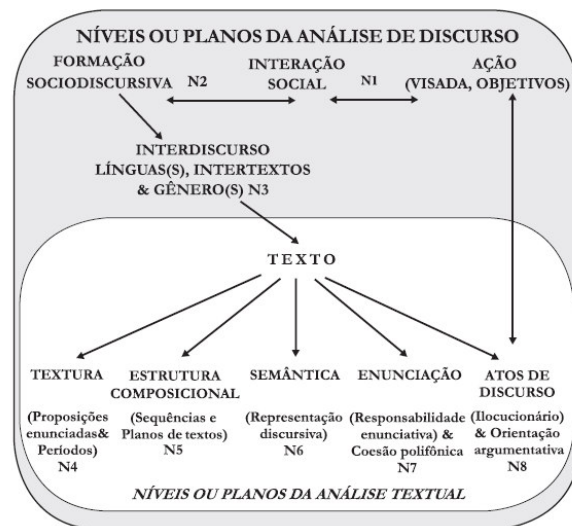 NÍVEIS OU PLANOS DA ANÁLISE DE DISCURSO
FORMAÇÃO SOCIODISCURSIVA
N2
INTERAÇÃO SOCIAL
N1
AÇÃO (VISADA, OBJETIVOS)
INTERDISCURSO
LÍNGUAS(S), INTERTEXTOS
& GÊNERO(S) N3
TEXTO
TEXTURA
(Proposições
enunciadas&
Períodos)
N4
ESTRUTURA
COMPOSICIONAL
(Sequências e
Planos de textos)
N5
SEMÂNTICA
(Representação
discursiva)
N6
ENUNCIAÇÃO
(Responsabilidade
enunciativa) &
Coesão polifônica
N7
ATOS DE
DISCURSO
(Ilocucionário)
& Orientação
argumentativa
N8
NÍVEIS OU PLANOS DA ANÁLISE TEXTUAL